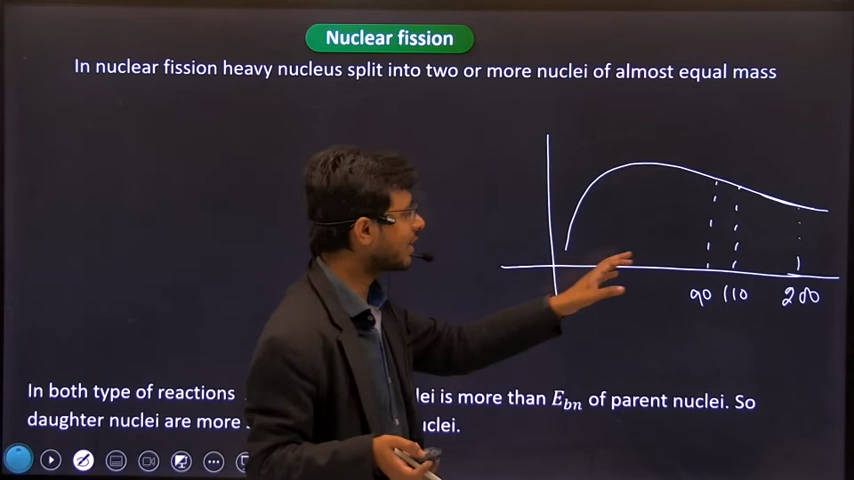 Nuclear fission
In nuclear fission heavy nucleus split into two or more nuclei of almost equal mass
90 110 200
In both type of reactions lei is more than E_bn of parent nuclei. So
daughter nuclei are more uclei.